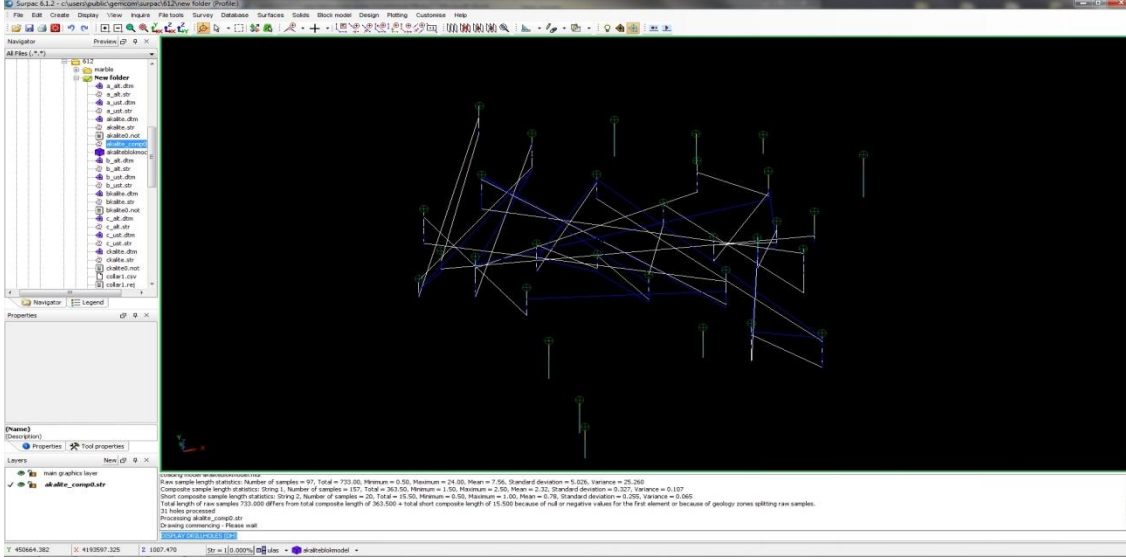 Surpac 6.1.2 - c:\users\public\gemcom\surpac\612\new folder (Profile)
File Edit Create Display View Inquire File tools Survey Database Surfaces Solids Block model Design Plotting Customise Help
Navigator Preview
All Files (*.*)
612
marble
New folder
a_alt.dtm
a_alt.str
a_ust.dtm
a_ust.str
akalite.dtm
akalite.str
akalite0.not
akalite_comp0
akaliteblokmoc
b_alt.dtm
b_alt.str
b_ust.dtm
b_ust.str
bkalite.dtm
bkalite.str
bkalite0.not
c_alt.dtm
c_alt.str
c_ust.dtm
c_ust.str
ckalite.dtm
ckalite.str
ckalite0.not
collar1.csv
collar1.rej
Navigator Legend
Properties
(Name)
(Description)
Properties Tool properties
Layers New
main graphics layer
akalite_comp0.str
Raw sample length statistics: Number of samples = 97, Total = 733.00, Minimum = 0.50, Maximum = 24.00, Mean = 7.56, Standard deviation = 5.026, Variance = 25.260
Composite sample length statistics: String 1, Number of samples = 157, Total = 363.50, Minimum = 1.50, Maximum = 2.50, Mean = 2.32, Standard deviation = 0.327, Variance = 0.107
Short composite sample length statistics: String 2, Number of samples = 20, Total = 15.50, Minimum = 0.50, Maximum = 1.00, Mean = 0.78, Standard deviation = 0.255, Variance = 0.065
Total length of raw samples 733.000 differs from total composite length of 363.500 + total short composite length of 15.500 because of null or negative values for the first element or because of geology zones splitting raw samples.
31 holes processed
Processing akalite_comp0.str
Drawing commencing - Please wait
DISPLAY DRILLHOLES [DH]
Y 450664.382 X 4193597.325 Z 1007.470 Str = 1 0.000% ulas akaliteblokmodel